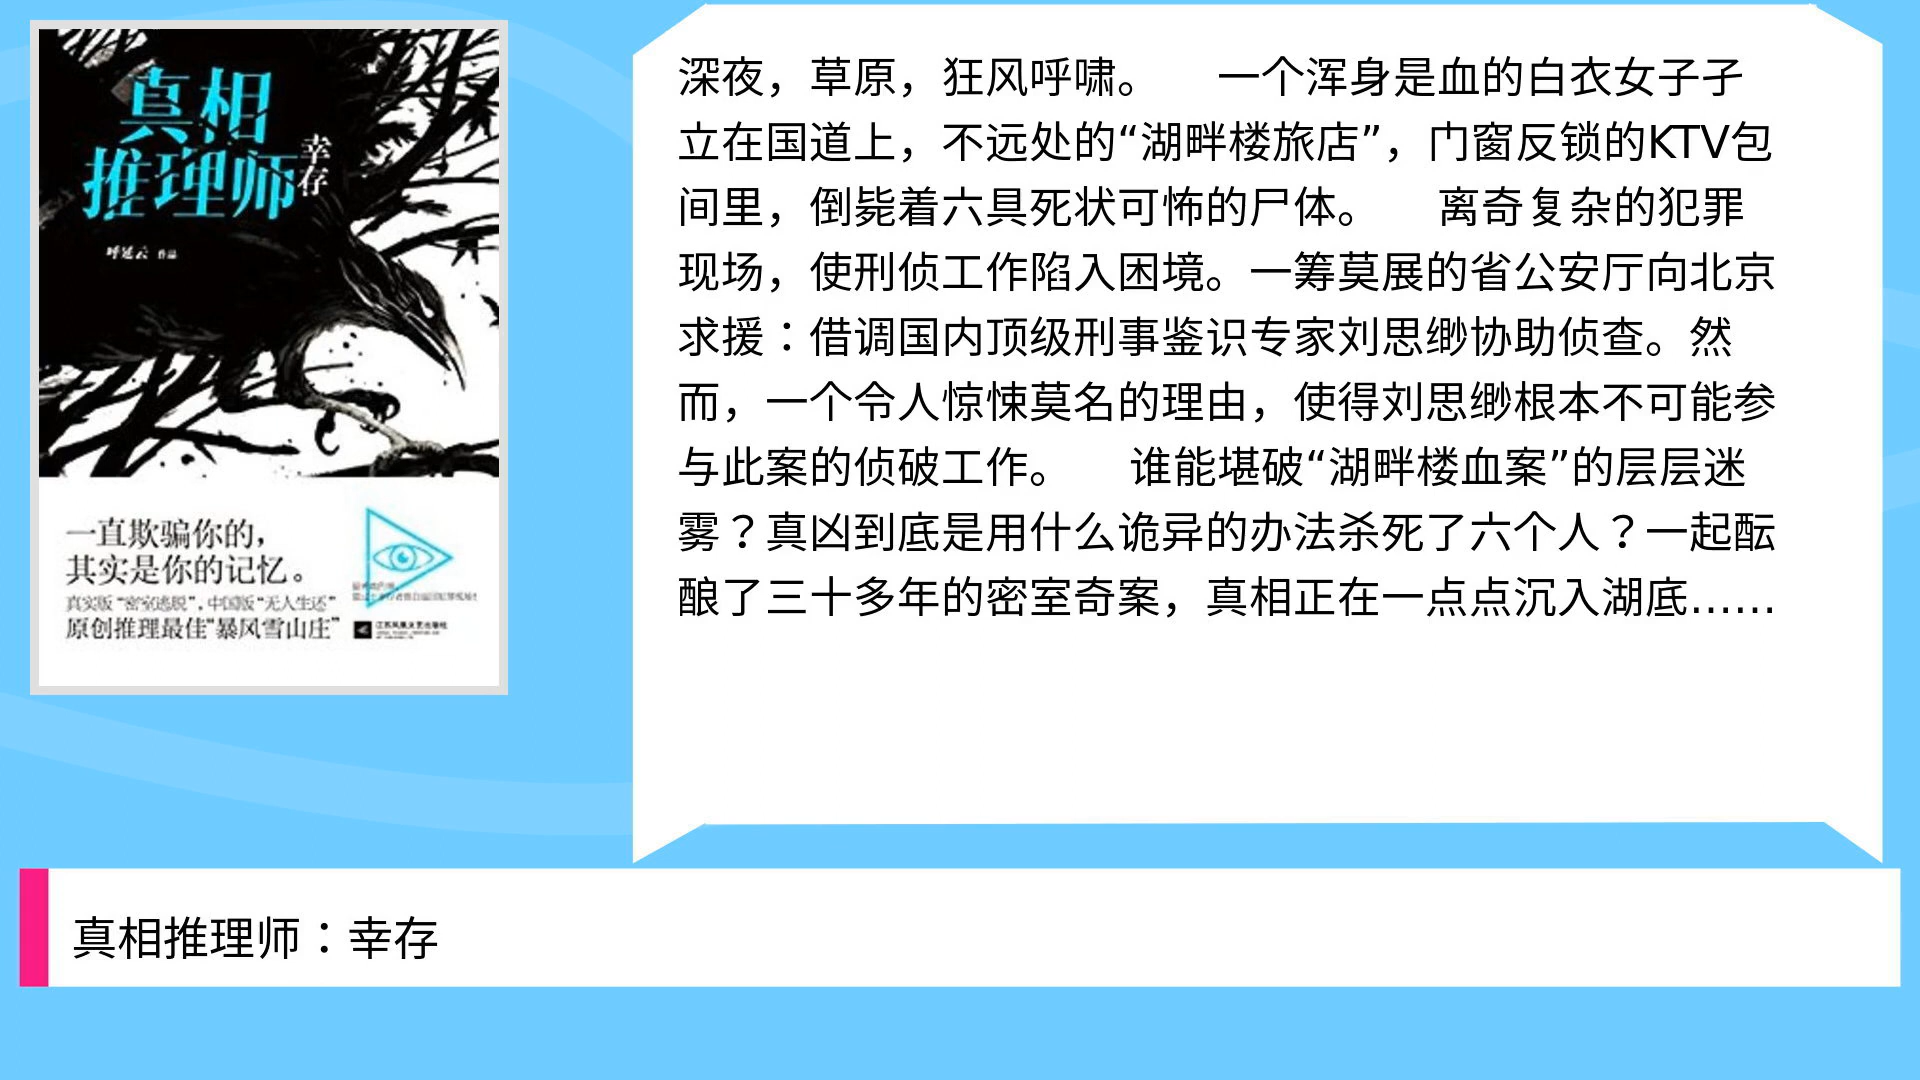 真相
推理师
幸存
呼延云 作品
一直欺骗你的，
其实是你的记忆。
真实版“密室逃脱”，中国版“无人生还”
原创推理最佳“暴风雪山庄”
江苏凤凰文艺出版社
深夜，草原，狂风呼啸。 一个浑身是血的白衣女子孑
立在国道上，不远处的“湖畔楼旅店”，门窗反锁的KTV包
间里，倒毙着六具死状可怖的尸体。 离奇复杂的犯罪
现场，使刑侦工作陷入困境。一筹莫展的省公安厅向北京
求援：借调国内顶级刑事鉴识专家刘思缈协助侦查。然
而，一个令人惊悚莫名的理由，使得刘思缈根本不可能参
与此案的侦破工作。 谁能堪破“湖畔楼血案”的层层迷
雾？真凶到底是用什么诡异的办法杀死了六个人？一起酝
酿了三十多年的密室奇案，真相正在一点点沉入湖底……
真相推理师：幸存